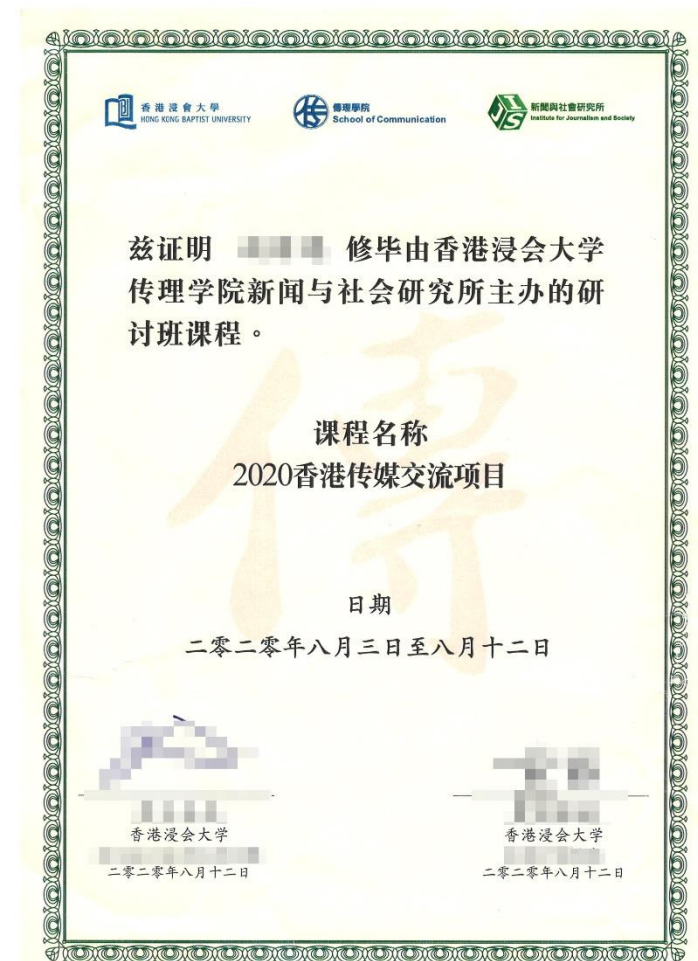 香港浸會大學
HONG KONG BAPTIST UNIVERSITY
傳理學院
School of Communication
新聞與社會研究所
Institute for Journalism and Society
兹证明 修毕由香港浸会大学
传理学院新闻与社会研究所主办的研
讨班课程。
傳
课程名称
2020香港传媒交流项目
日期
二零二零年八月三日至八月十二日
香港浸会大学
二零二零年八月十二日
香港浸会大学
二零二零年八月十二日